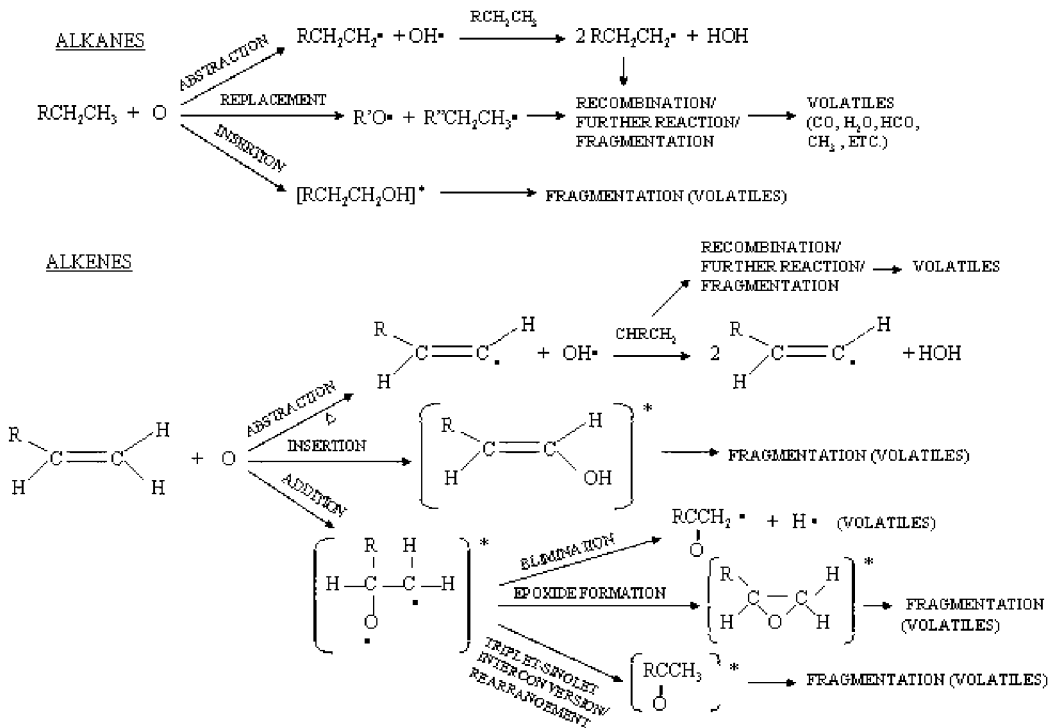 ALKANES
RCH₂CH₃ + O
ABSTRACTION
RCH₂CH₂• + OH•
RCH₂CH₃
2 RCH₂CH₂• + HOH
REPLACEMENT
R'O• + R"CH₂CH₃•
RECOMBINATION/
FURTHER REACTION/
FRAGMENTATION
VOLATILES
(CO, H₂O, HCO,
CH₃, ETC.)
INSERTION
[RCH₂CH₂OH]*
FRAGMENTATION (VOLATILES)
ALKENES
RECOMBINATION/
FURTHER REACTION/
FRAGMENTATION
VOLATILES
R H
C C•
H
+ OH•
CHRCH₂
2
R H
C C•
H
+ HOH
R H
C C
H H
+ O
ABSTRACTION
Δ
INSERTION
R H *
C C
H OH
FRAGMENTATION (VOLATILES)
ADDITION
R H *
H C C H
•
O
•
ELIMINATION
RCCH₂• + H• (VOLATILES)
O
EPOXIDE FORMATION
R H *
C C
H O H
FRAGMENTATION
(VOLATILES)
TRIPLET-SINGLET
INTERCONVERSION/
REARRANGEMENT
RCCH₃ *
O
FRAGMENTATION (VOLATILES)